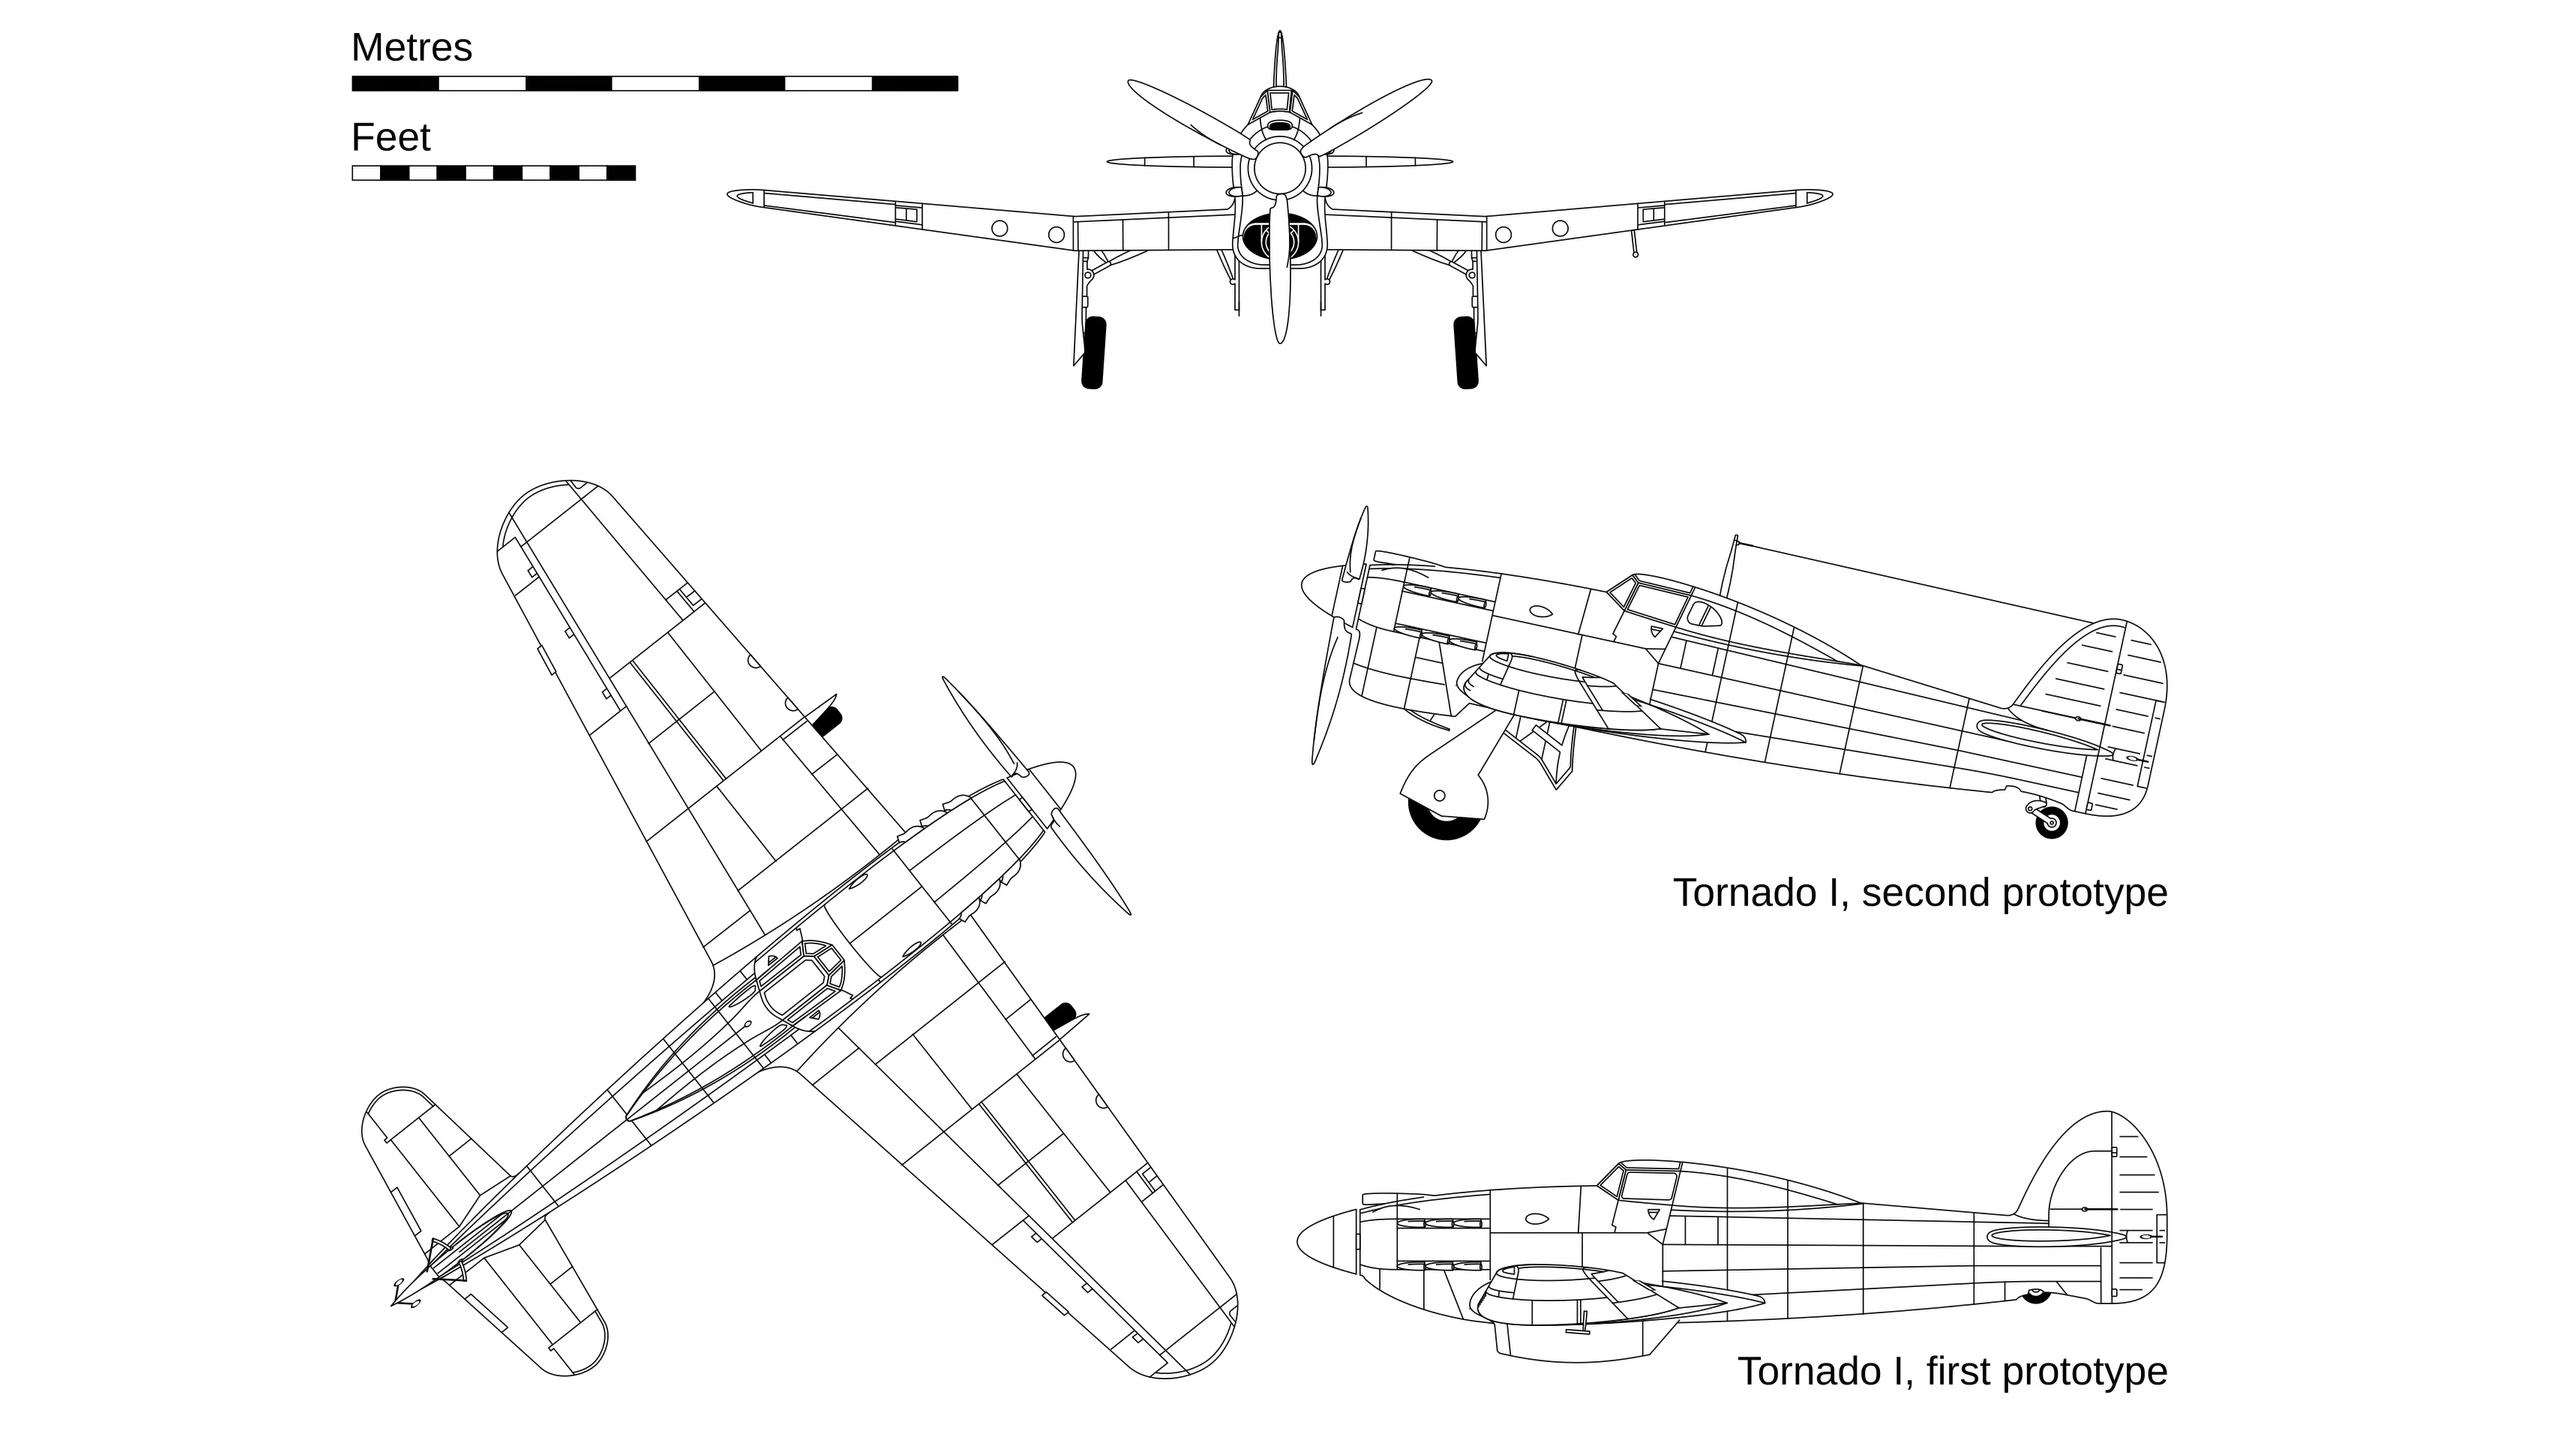 Metres
Feet
Tornado I, second prototype
Tornado I, first prototype